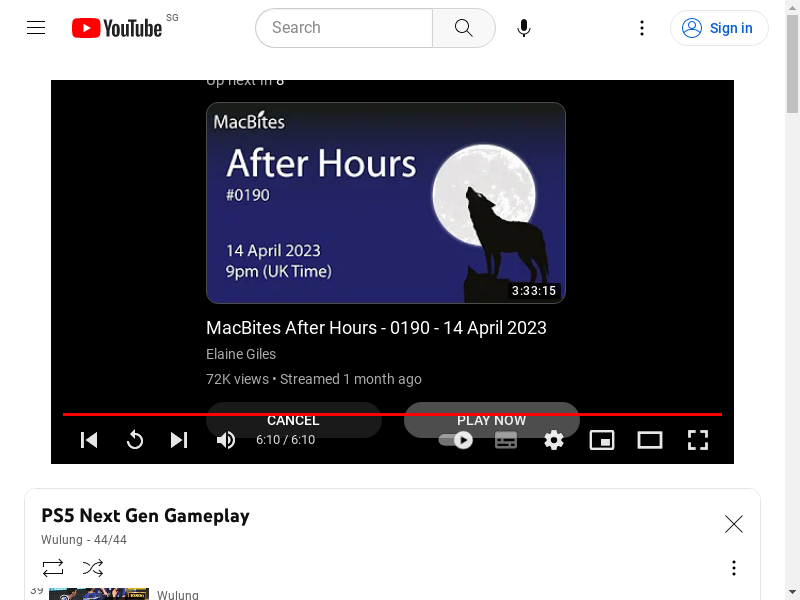 YouTube SG
Search
Sign in
Up next in 8
MacBites
After Hours
#0190
14 April 2023
9pm (UK Time)
3:33:15
MacBites After Hours - 0190 - 14 April 2023
Elaine Giles
72K views • Streamed 1 month ago
CANCEL
PLAY NOW
6:10 / 6:10
PS5 Next Gen Gameplay
Wulung - 44/44
39
Wulung